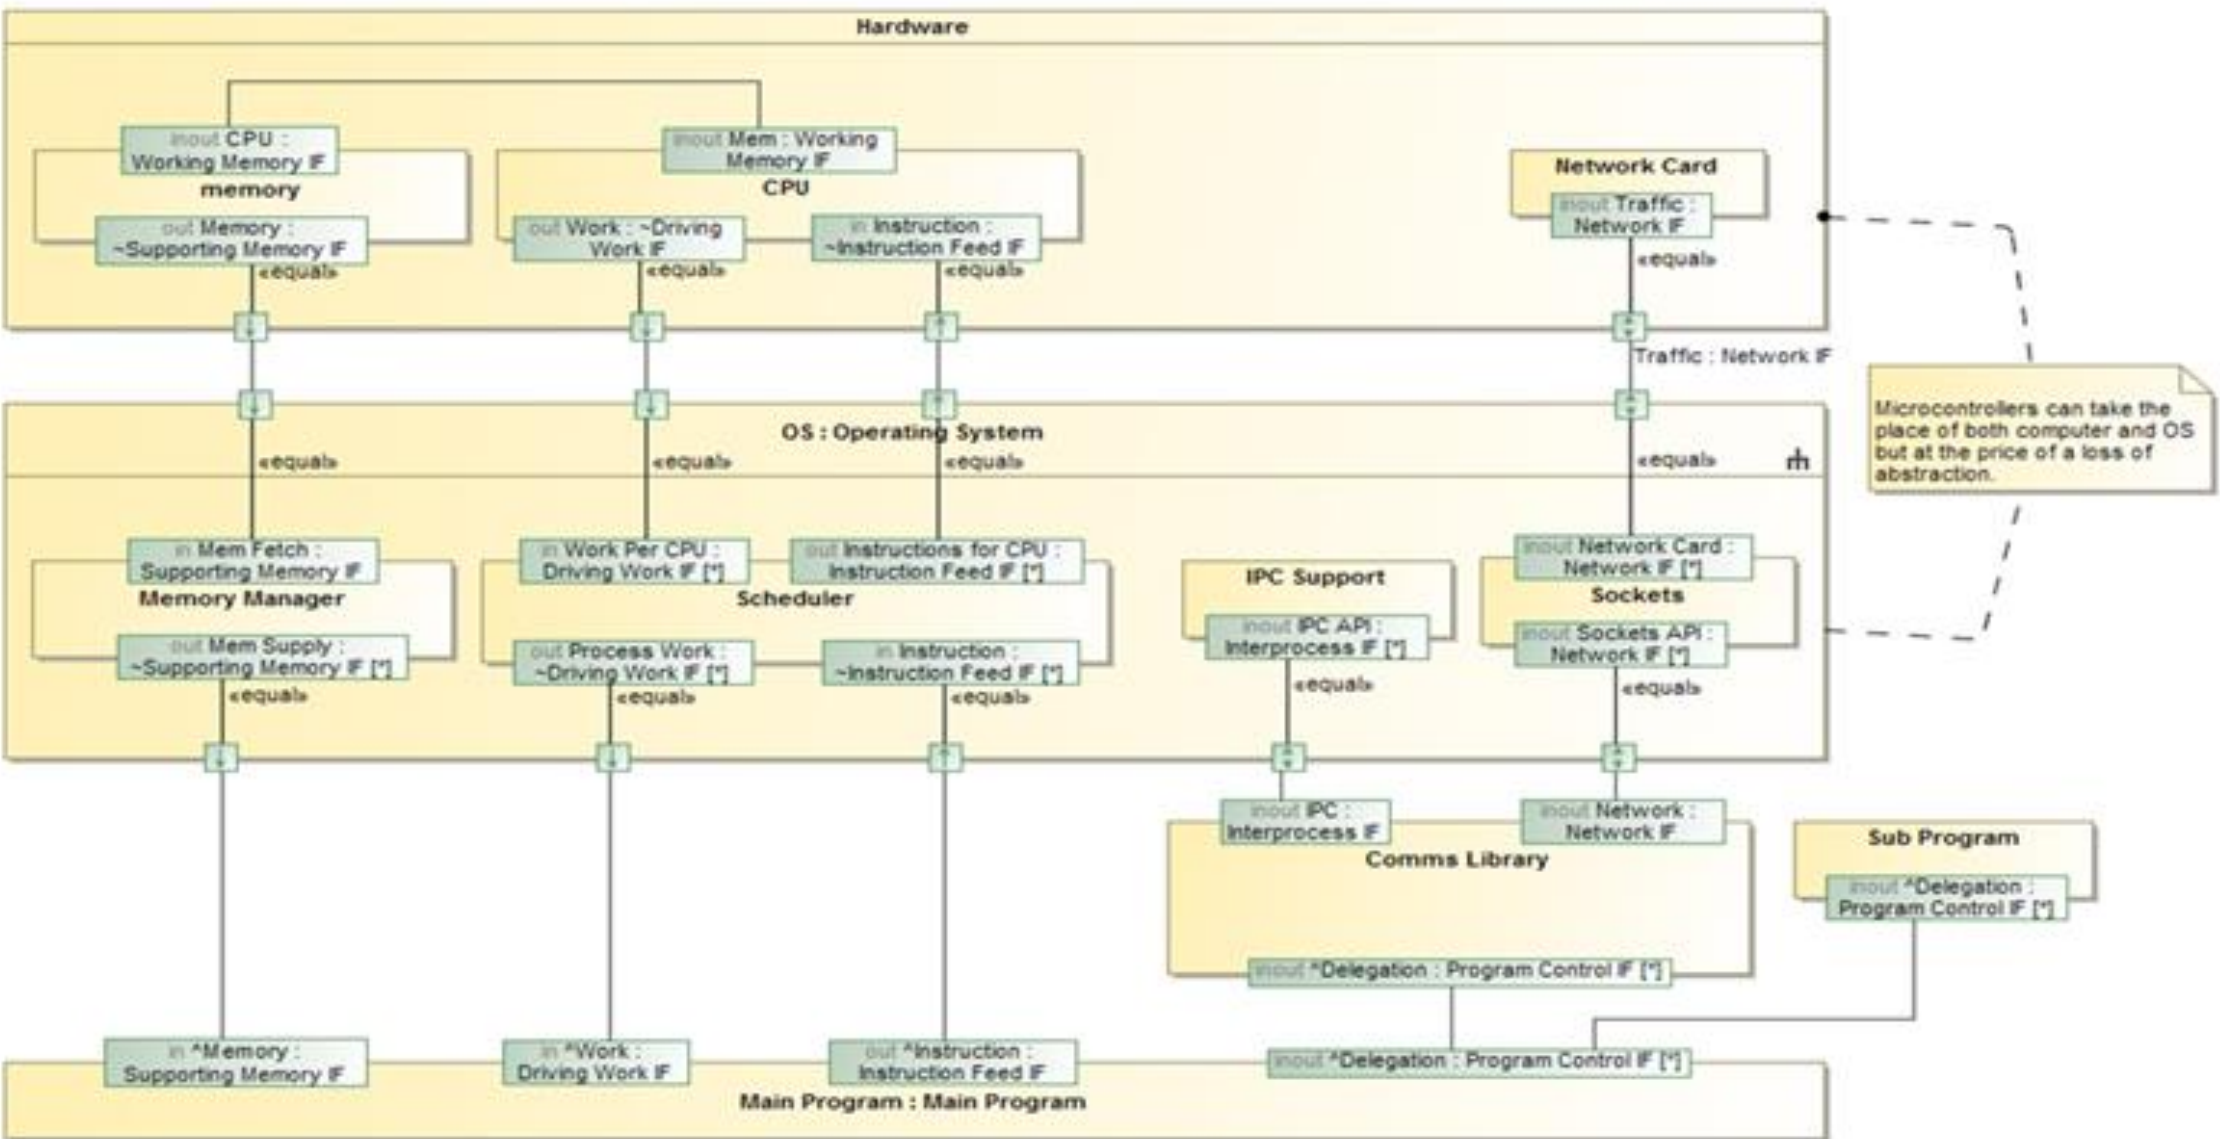 Hardware
inout CPU :
Working Memory IF
memory
out Memory :
~Supporting Memory IF
«equal»
inout Mem : Working
Memory IF
CPU
out Work : ~Driving
Work IF
«equal»
in Instruction :
~Instruction Feed IF
«equal»
Network Card
inout Traffic :
Network IF
«equal»
Traffic : Network IF
Microcontrollers can take the
place of both computer and OS
but at the price of a loss of
abstraction.
OS : Operating System
«equal»
«equal»
«equal»
«equal»
in Mem Fetch :
Supporting Memory IF
Memory Manager
out Mem Supply :
~Supporting Memory IF [*]
«equal»
in Work Per CPU :
Driving Work IF [*]
out Instructions for CPU :
Instruction Feed IF [*]
Scheduler
out Process Work :
~Driving Work IF [*]
«equal»
in Instruction :
~Instruction Feed IF [*]
«equal»
IPC Support
inout IPC API :
Interprocess IF [*]
«equal»
inout Network Card :
Network IF [*]
Sockets
inout Sockets API :
Network IF [*]
«equal»
inout IPC :
Interprocess IF
inout Network :
Network IF
Comms Library
inout ^Delegation : Program Control IF [*]
Sub Program
inout ^Delegation :
Program Control IF [*]
in ^Memory :
Supporting Memory IF
in ^Work :
Driving Work IF
out ^Instruction :
Instruction Feed IF
inout ^Delegation : Program Control IF [*]
Main Program : Main Program